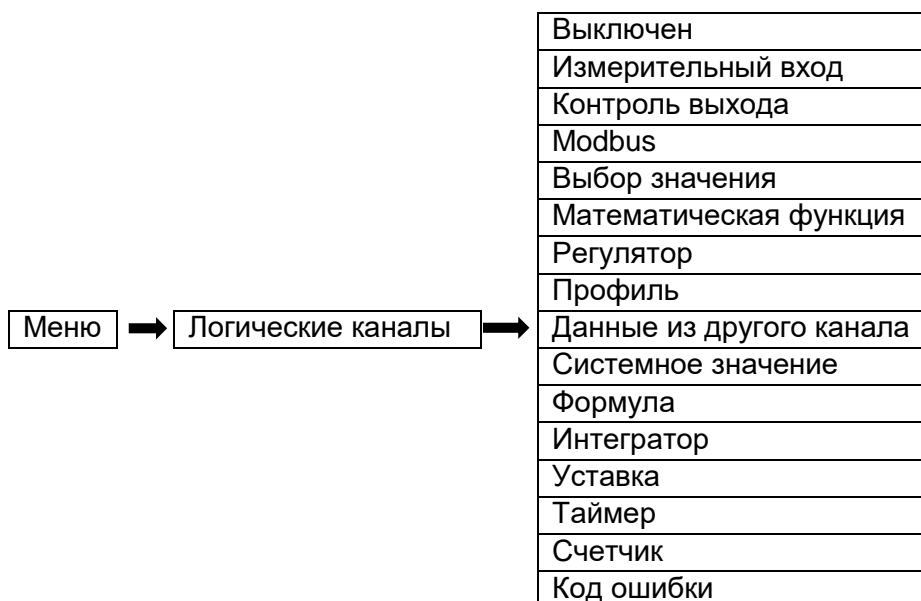 Выключен
Измерительный вход
Контроль выхода
Modbus
Выбор значения
Математическая функция
Регулятор
Профиль
Меню
Логические каналы
Данные из другого канала
Системное значение
Формула
Интегратор
Уставка
Таймер
Счетчик
Код ошибки